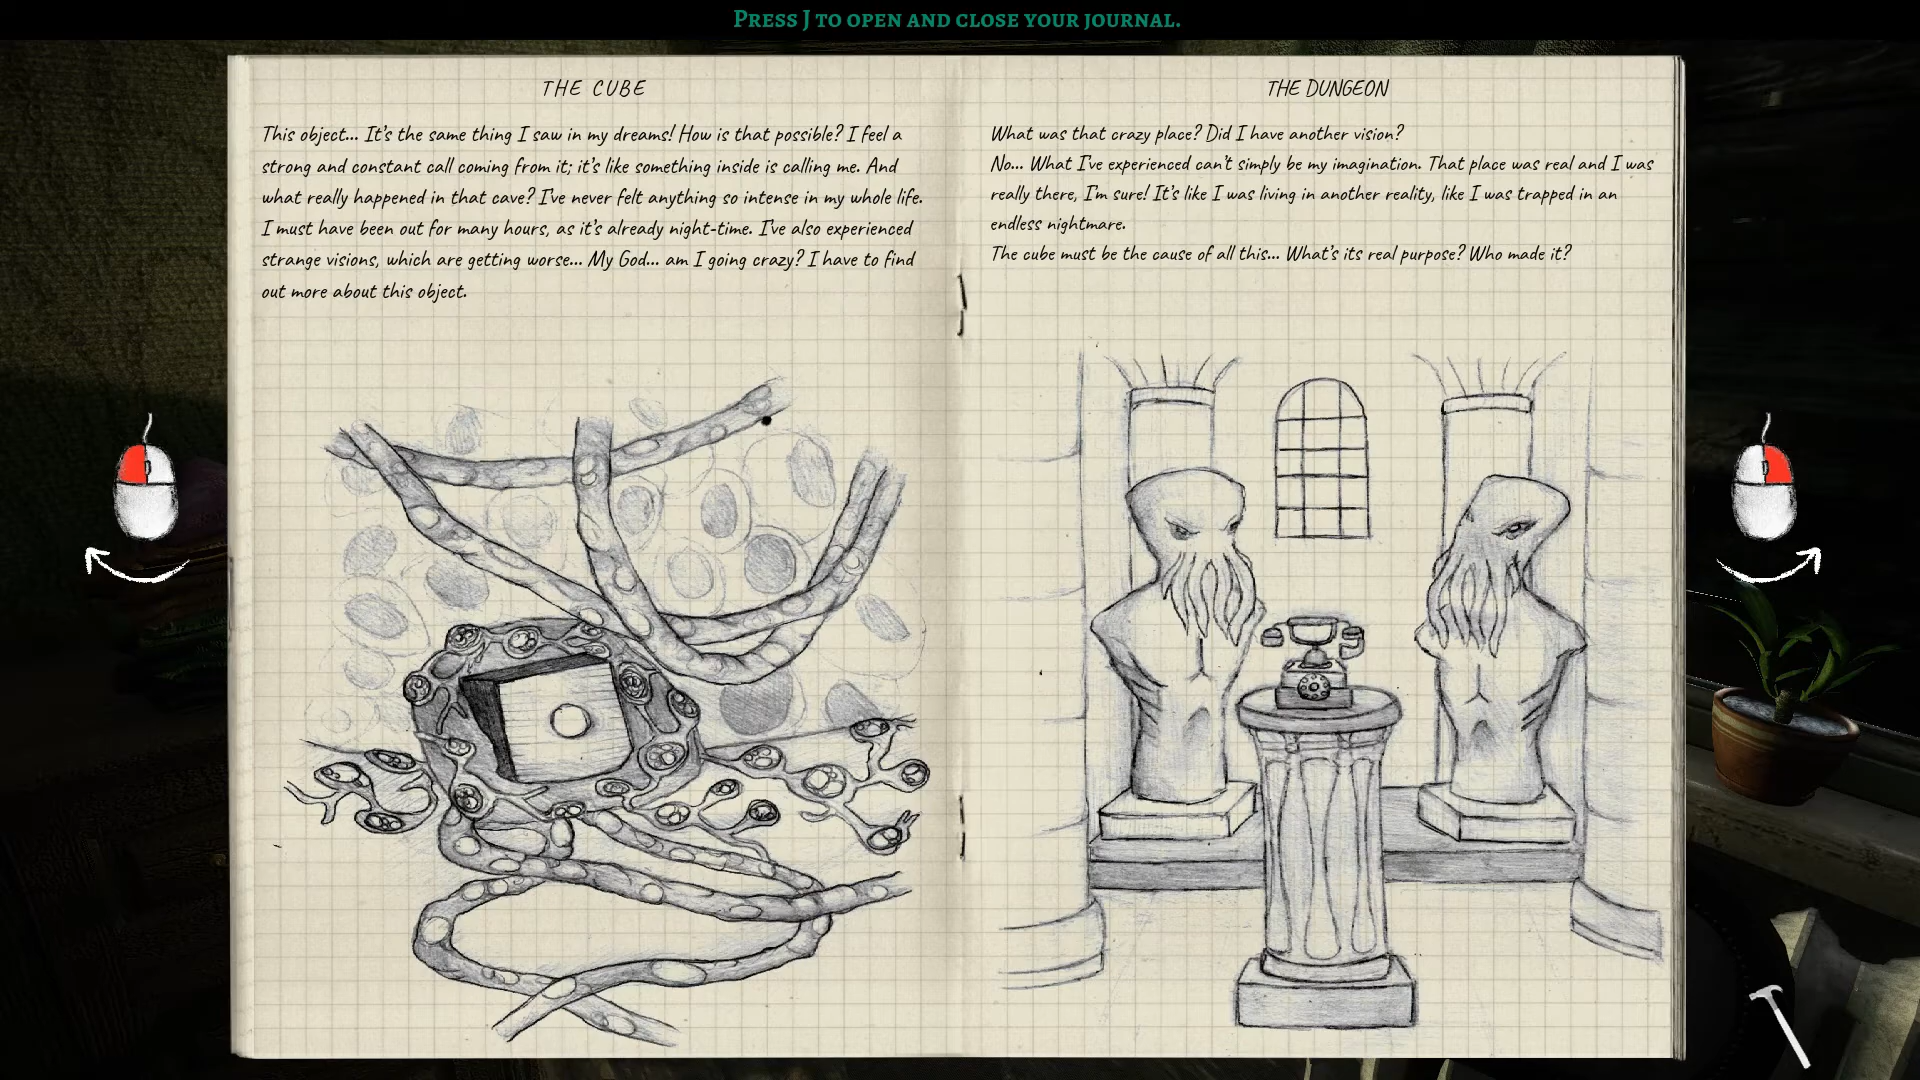 PRESS J TO OPEN AND CLOSE YOUR JOURNAL.
THE CUBE
This object... It's the same thing I saw in my dreams! How is that possible? I feel a
strong and constant call coming from it; it's like something inside is calling me. And
what really happened in that cave? I've never felt anything so intense in my whole life.
I must have been out for many hours, as it's already night-time. I've also experienced
strange visions, which are getting worse... My God... am I going crazy? I have to find
out more about this object.
THE DUNGEON
What was that crazy place? Did I have another vision?
No... What I've experienced can't simply be my imagination. That place was real and I was
really there, I'm sure! It's like I was living in another reality, like I was trapped in an
endless nightmare.
The cube must be the cause of all this... What's its real purpose? Who made it?